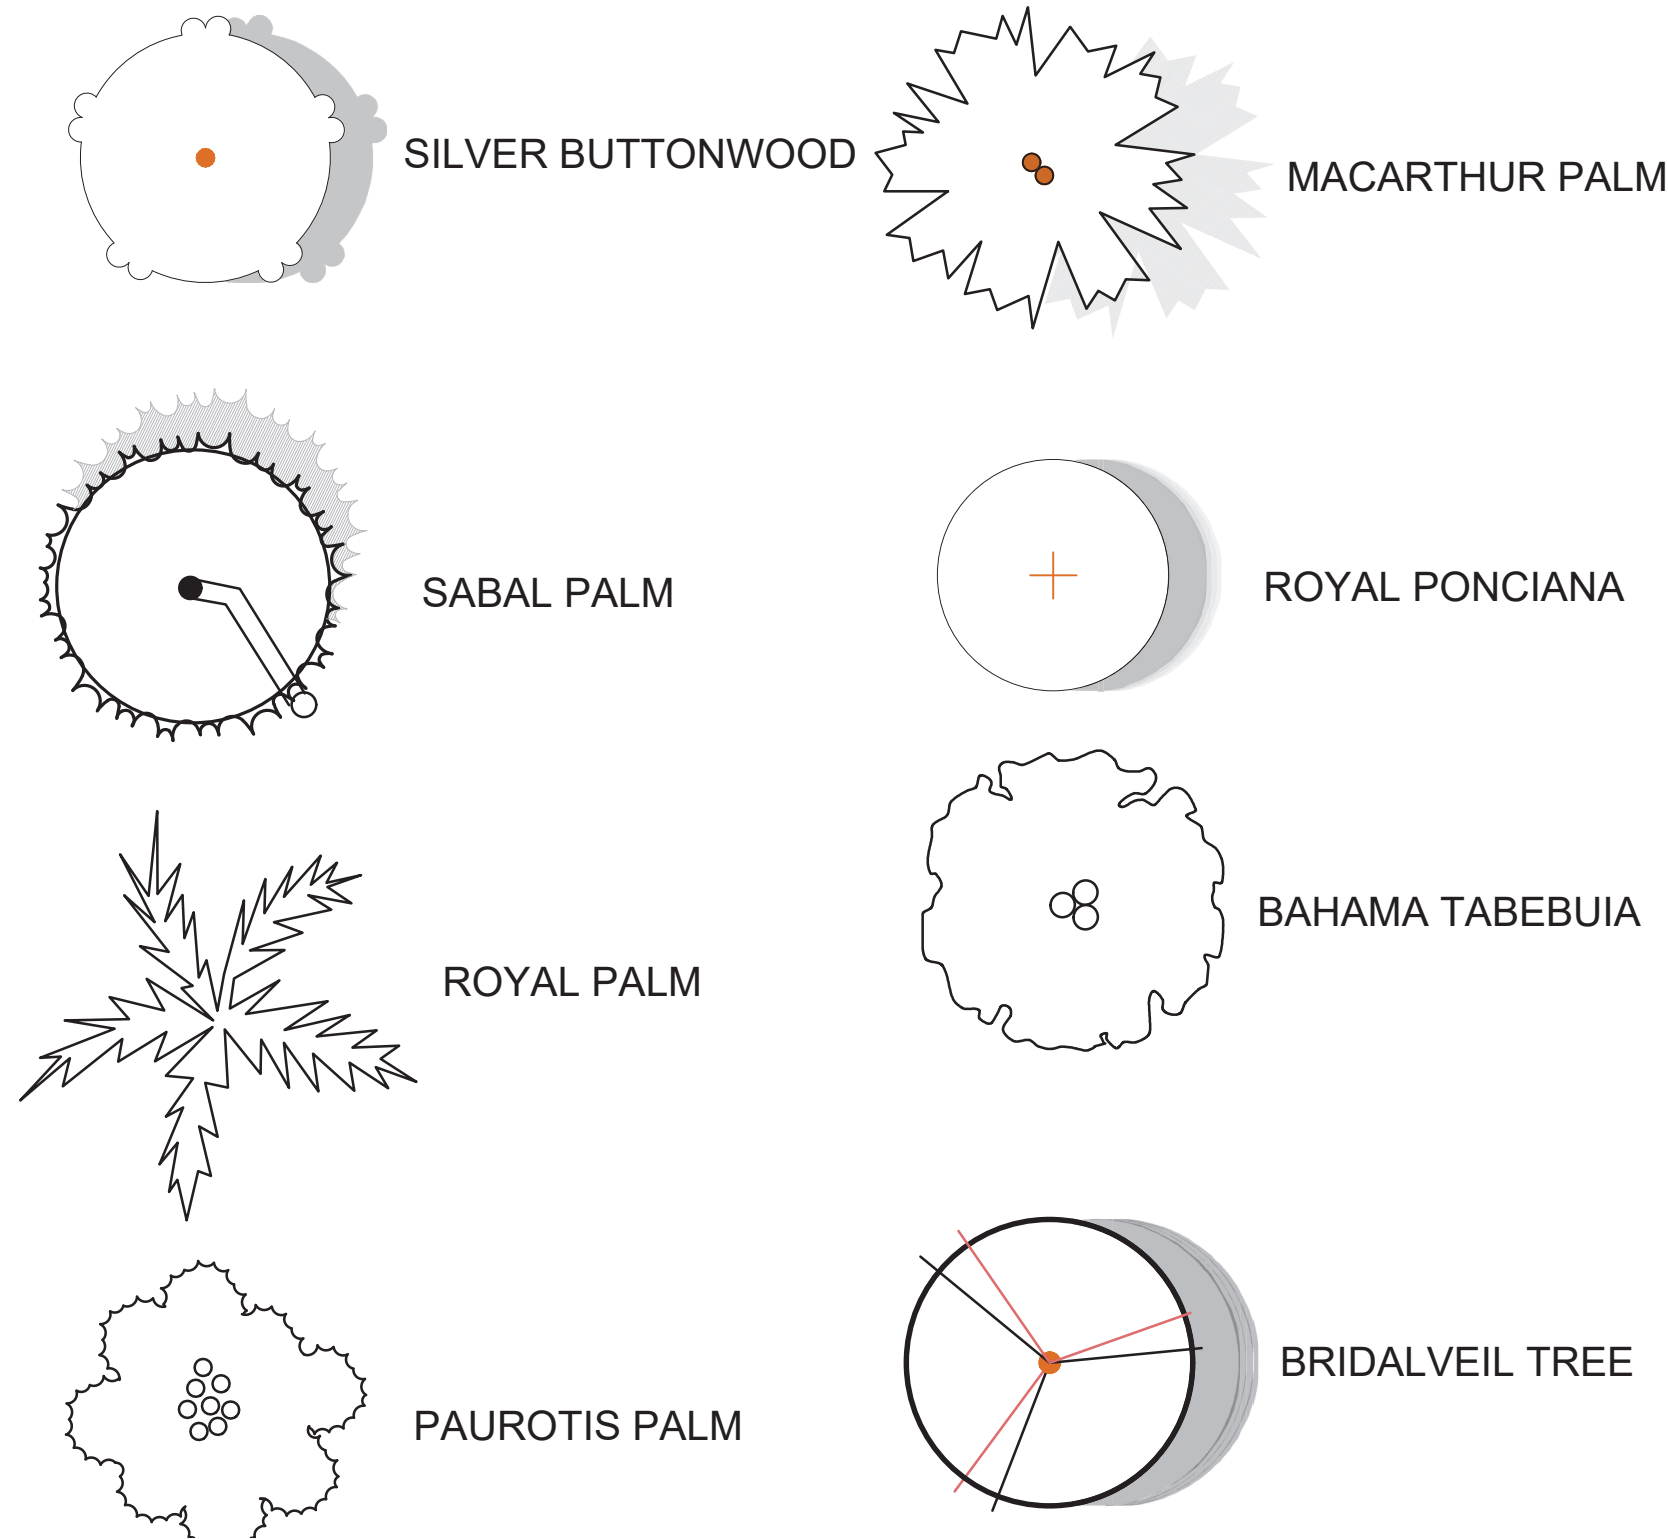 SILVER BUTTONWOOD
MACARTHUR PALM
SABAL PALM
ROYAL PONCIANA
ROYAL PALM
BAHAMA TABEBUIA
PAUROTIS PALM
BRIDALVEIL TREE